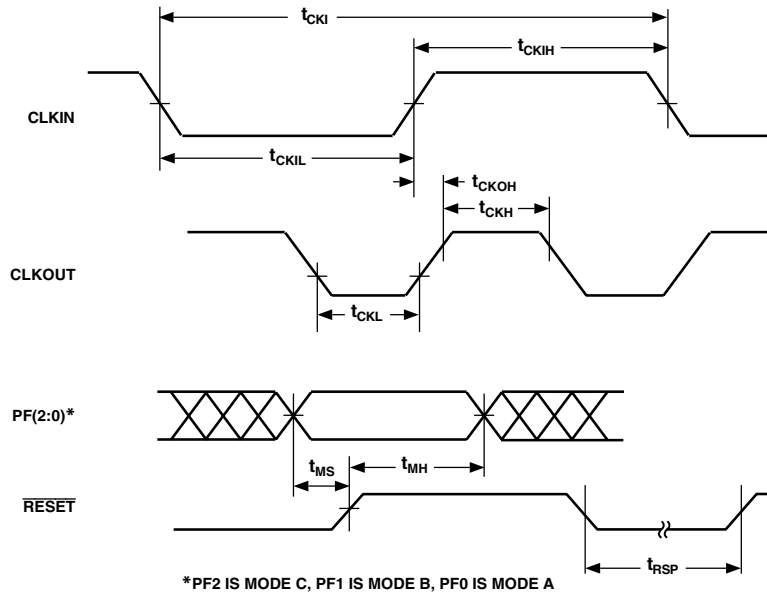 tCKI
tCKIH
CLKIN
tCKIL
tCKOH
tCKH
CLKOUT
tCKL
PF(2:0)*
tMS
tMH
RESET
tRSP
*PF2 IS MODE C, PF1 IS MODE B, PF0 IS MODE A